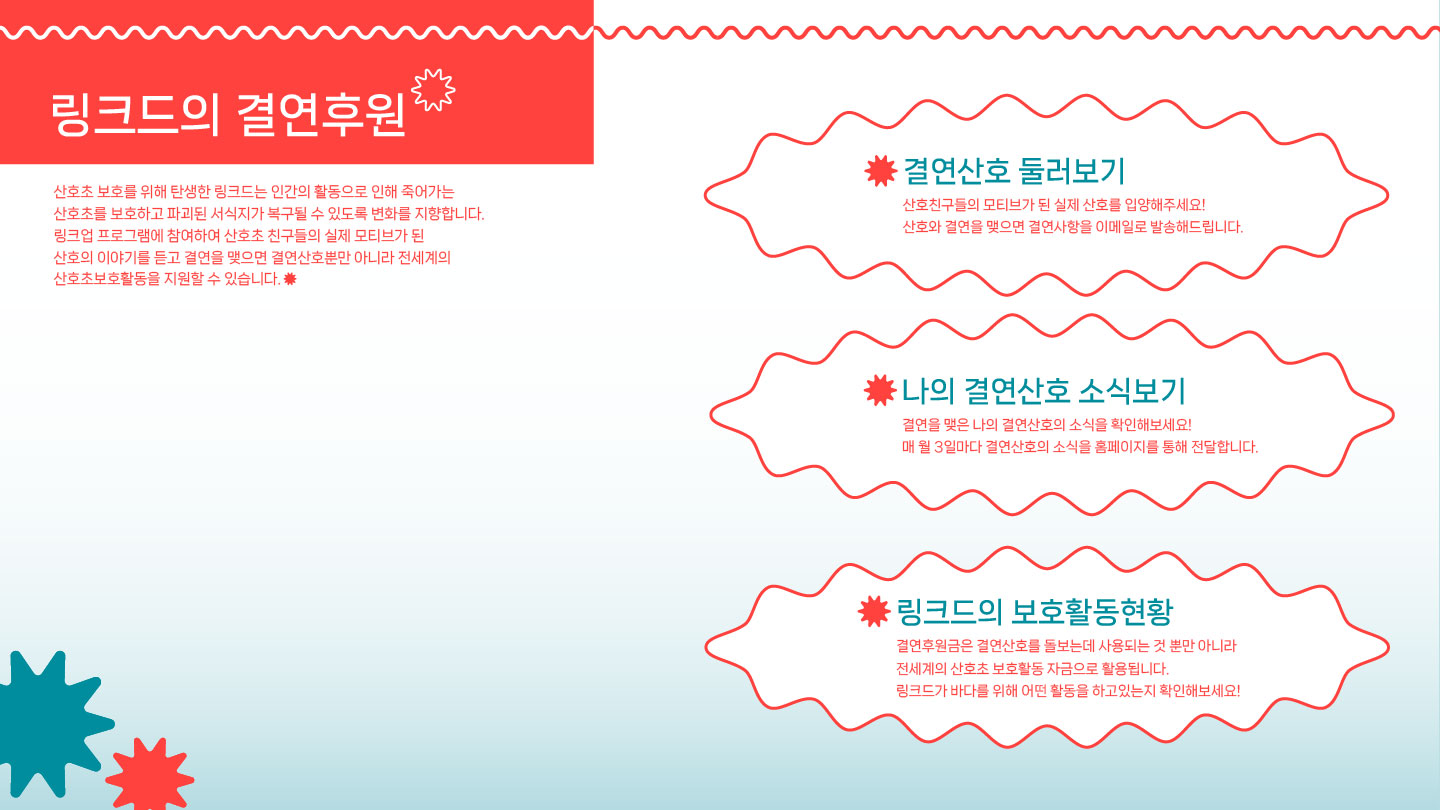 링크드의 결연후원
산호초 보호를 위해 탄생한 링크드는 인간의 활동으로 인해 죽어가는
산호초를 보호하고 파괴된 서식지가 복구될 수 있도록 변화를 지향합니다.
링크업 프로그램에 참여하여 산호초 친구들의 실제 모티브가 된
산호의 이야기를 듣고 결연을 맺으면 결연산호뿐만 아니라 전세계의
산호초보호활동을 지원할 수 있습니다.
결연산호 둘러보기
산호친구들의 모티브가 된 실제 산호를 입양해주세요!
산호와 결연을 맺으면 결연사항을 이메일로 발송해드립니다.
나의 결연산호 소식보기
결연을 맺은 나의 결연산호의 소식을 확인해보세요!
매 월 3일마다 결연산호의 소식을 홈페이지를 통해 전달합니다.
링크드의 보호활동현황
결연후원금은 결연산호를 돌보는데 사용되는 것 뿐만 아니라
전세계의 산호초 보호활동 자금으로 활용됩니다.
링크드가 바다를 위해 어떤 활동을 하고있는지 확인해보세요!